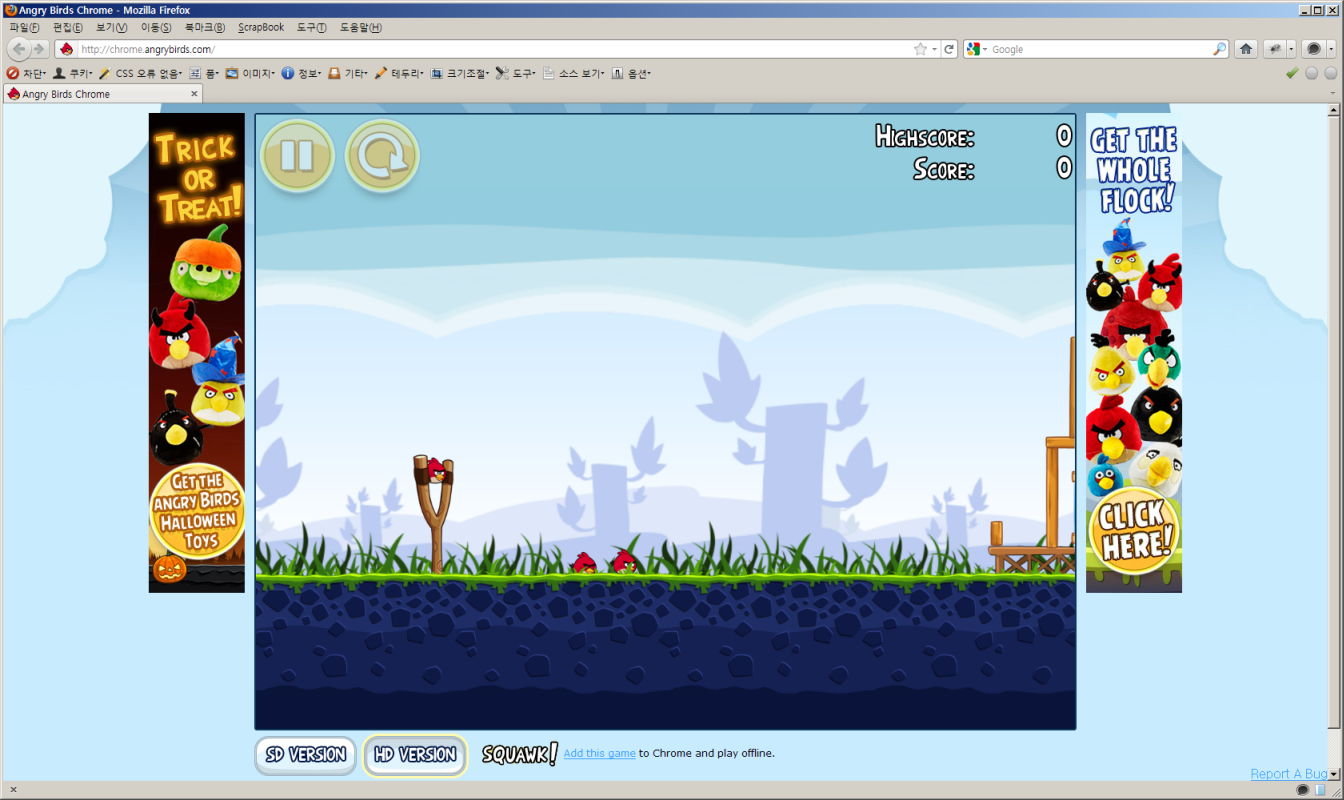 Angry Birds Chrome - Mozilla Firefox
파일(F) 편집(E) 보기(V) 이동(S) 북마크(B) ScrapBook 도구(T) 도움말(H)
http://chrome.angrybirds.com/
Google
차단 쿠키 CSS 오류 없음 폼 이미지 정보 기타 테두리 크기조절 도구 소스 보기 옵션
Angry Birds Chrome
TRICK
OR
TREAT!
GET THE
ANGRY BIRDS
HALLOWEEN
TOYS
HIGHSCORE: 0
SCORE: 0
GET THE
WHOLE
FLOCK!
CLICK
HERE!
SD VERSION HD VERSION SQUAWK! Add this game to Chrome and play offline.
Report A Bug